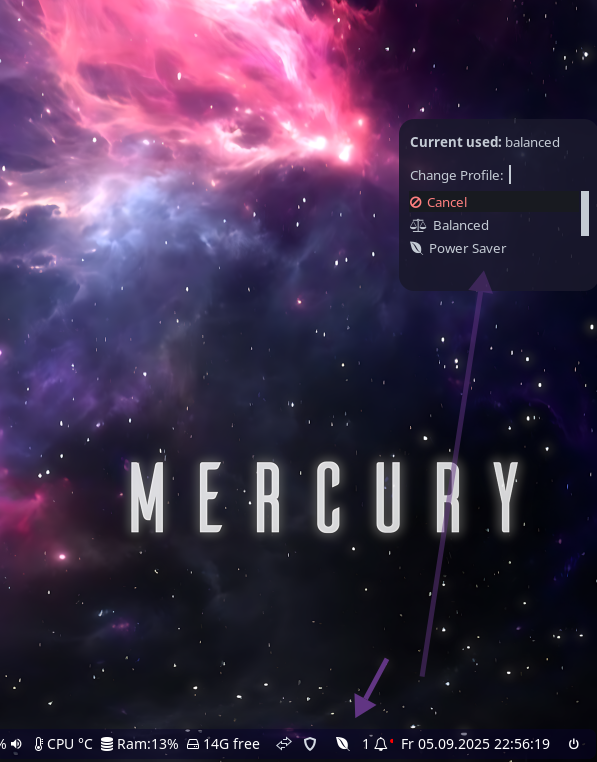 Current used: balanced
Change Profile:
Cancel
Balanced
Power Saver
MERCURY
% CPU °C Ram:13% 14G free 1 Fr 05.09.2025 22:56:19